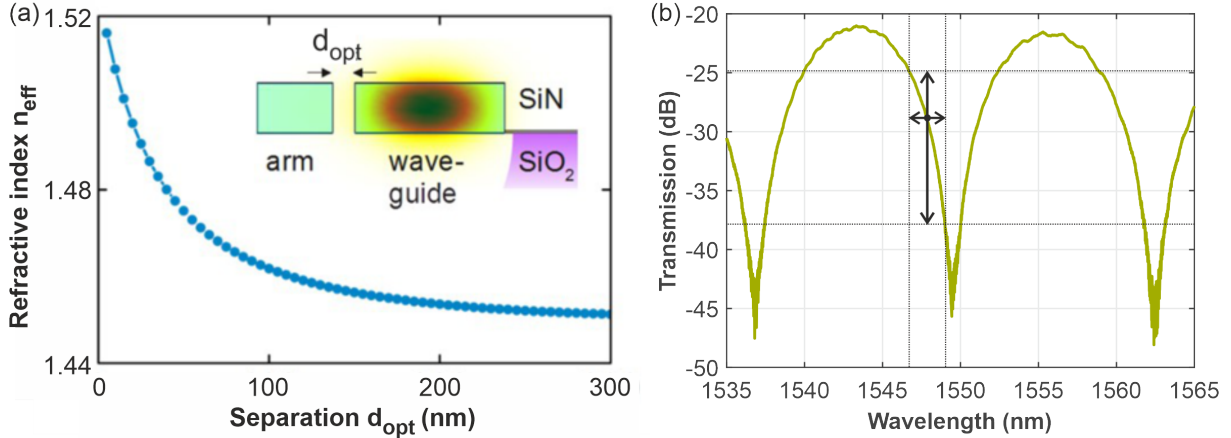 (a)
1.52
1.48
1.44
Refractive index n_eff
d_opt
SiN
arm
wave-
guide
SiO₂
0
100
200
300
Separation d_opt (nm)
(b)
-20
-25
-30
-35
-40
-45
-50
Transmission (dB)
1535
1540
1545
1550
1555
1560
1565
Wavelength (nm)